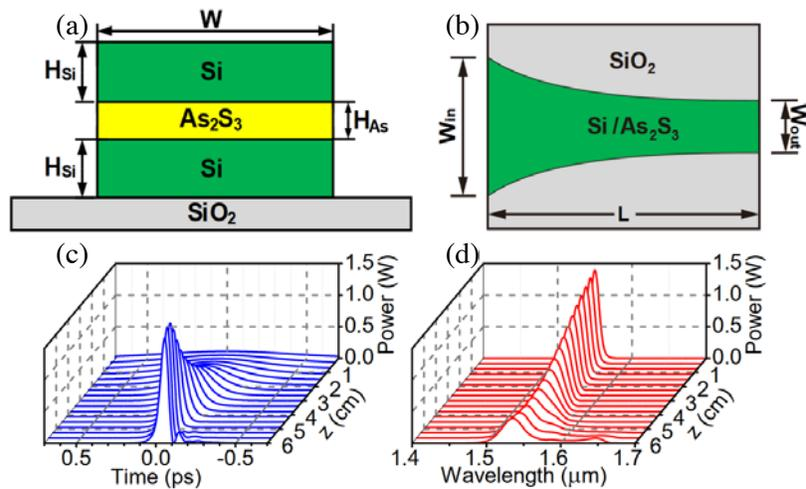 (a)
W
H_Si
Si
As₂S₃
H_As
H_Si
Si
SiO₂
(b)
SiO₂
W_in
Si /As₂S₃
W_out
L
(c)
1.5
1.0
0.5
0.0
Power (W)
1
2
3
4
5
6
z (cm)
0.5 0.0 -0.5
Time (ps)
(d)
1.5
1.0
0.5
0.0
Power (W)
1
2
3
4
5
6
z (cm)
1.4 1.5 1.6 1.7
Wavelength (μm)